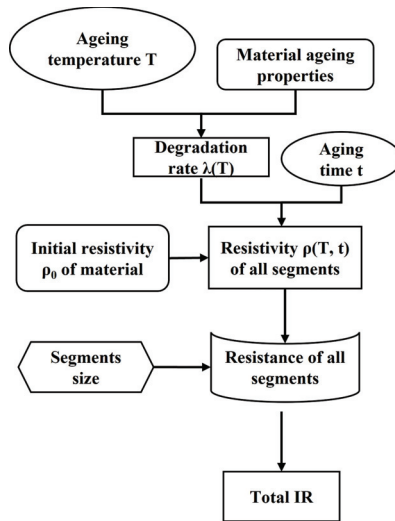 Ageing
temperature T
Material ageing
properties
Degradation
rate λ(T)
Aging
time t
Initial resistivity
ρ₀ of material
Resistivity ρ(T, t)
of all segments
Segments
size
Resistance of all
segments
Total IR